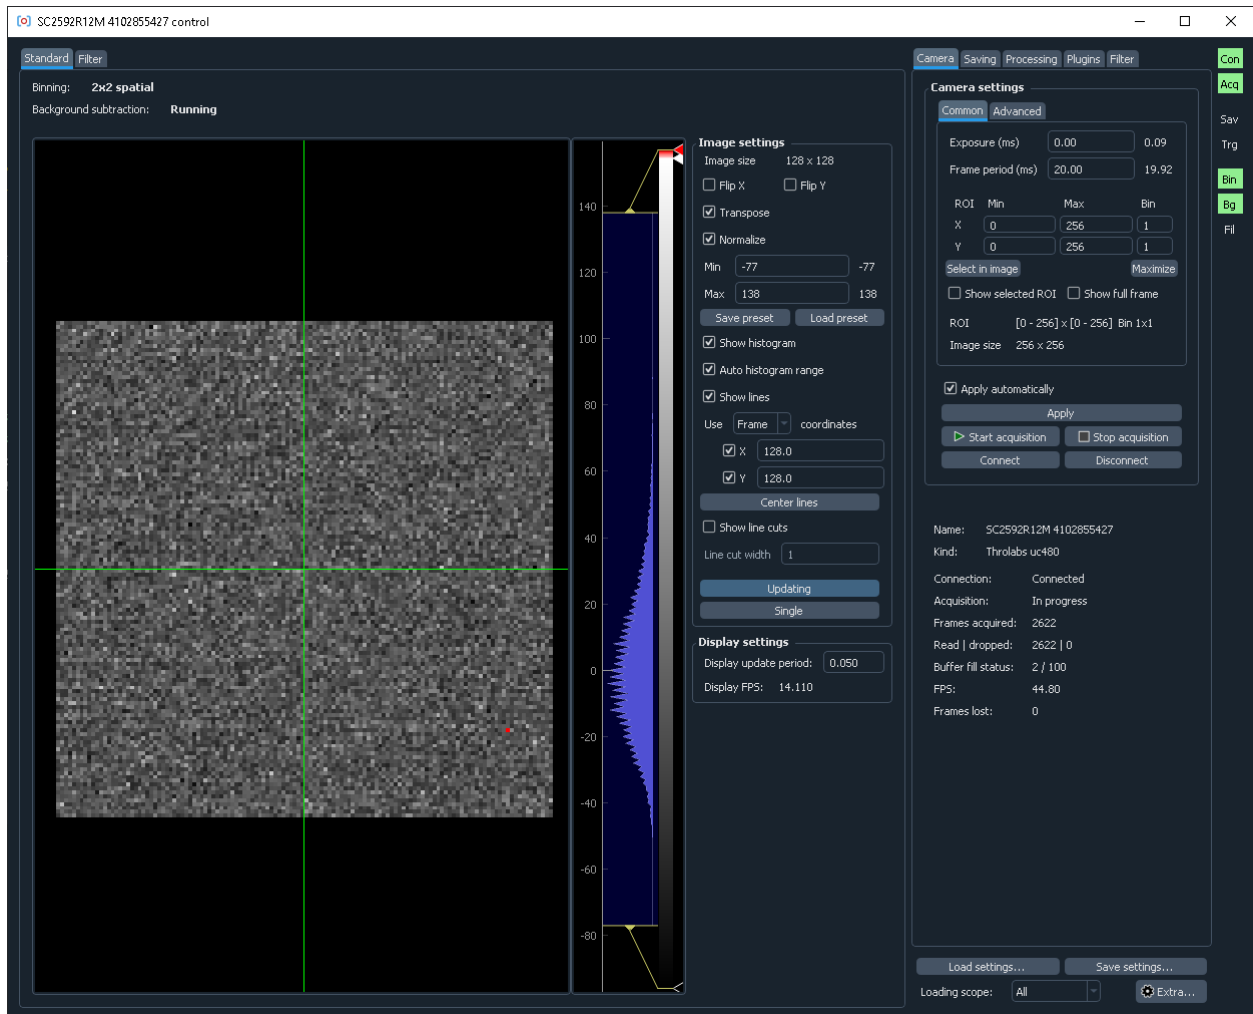 SC2592R12M 4102855427 control
Standard Filter
Binning: 2x2 spatial
Background subtraction: Running
140
120
100
80
60
40
20
0
-20
-40
-60
-80
Image settings
Image size 128 x 128
Flip X Flip Y
Transpose
Normalize
Min -77 -77
Max 138 138
Save preset Load preset
Show histogram
Auto histogram range
Show lines
Use Frame coordinates
X 128.0
Y 128.0
Center lines
Show line cuts
Line cut width 1
Updating
Single
Display settings
Display update period: 0.050
Display FPS: 14.110
Camera Saving Processing Plugins Filter
Camera settings
Common Advanced
Exposure (ms) 0.00 0.09
Frame period (ms) 20.00 19.92
ROI Min Max Bin
X 0 256 1
Y 0 256 1
Select in image Maximize
Show selected ROI Show full frame
ROI [0 - 256] x [0 - 256] Bin 1x1
Image size 256 x 256
Apply automatically
Apply
Start acquisition Stop acquisition
Connect Disconnect
Name: SC2592R12M 4102855427
Kind: Throlabs uc480
Connection: Connected
Acquisition: In progress
Frames acquired: 2622
Read | dropped: 2622 | 0
Buffer fill status: 2 / 100
FPS: 44.80
Frames lost: 0
Load settings... Save settings...
Loading scope: All Extra...
Con
Acq
Sav
Trg
Bin
Bg
Fil